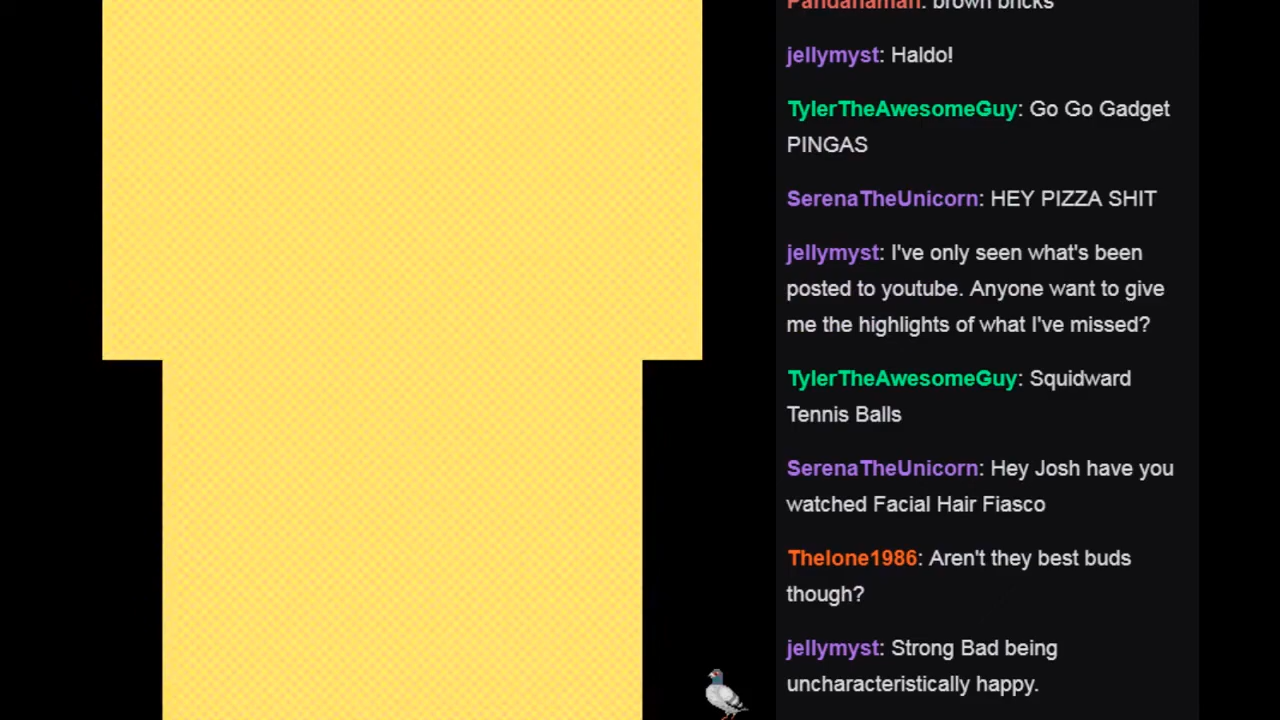 Pandanaman: brown bricks
jellymyst: Haldo!
TylerTheAwesomeGuy: Go Go Gadget
PINGAS
SerenaTheUnicorn: HEY PIZZA SHIT
jellymyst: I've only seen what's been
posted to youtube. Anyone want to give
me the highlights of what I've missed?
TylerTheAwesomeGuy: Squidward
Tennis Balls
SerenaTheUnicorn: Hey Josh have you
watched Facial Hair Fiasco
Thelone1986: Aren't they best buds
though?
jellymyst: Strong Bad being
uncharacteristically happy.